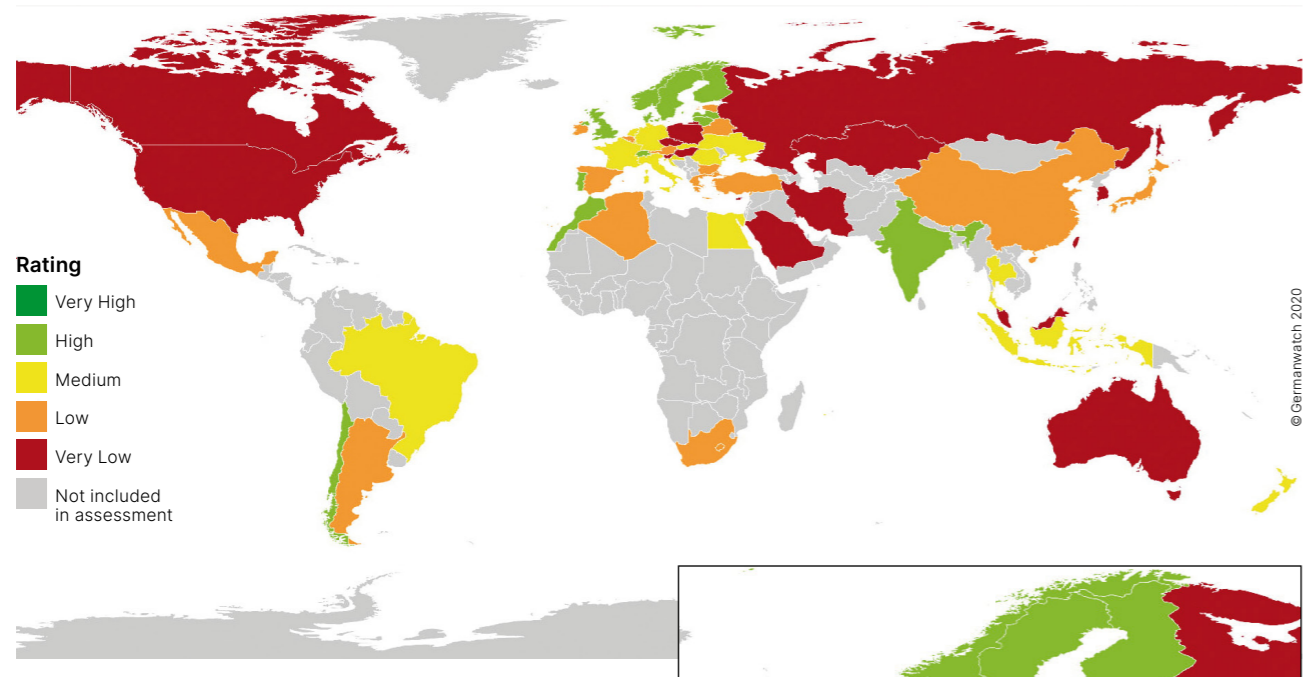 Rating
Very High
High
Medium
Low
Very Low
Not included
in assessment
© Germanwatch 2020